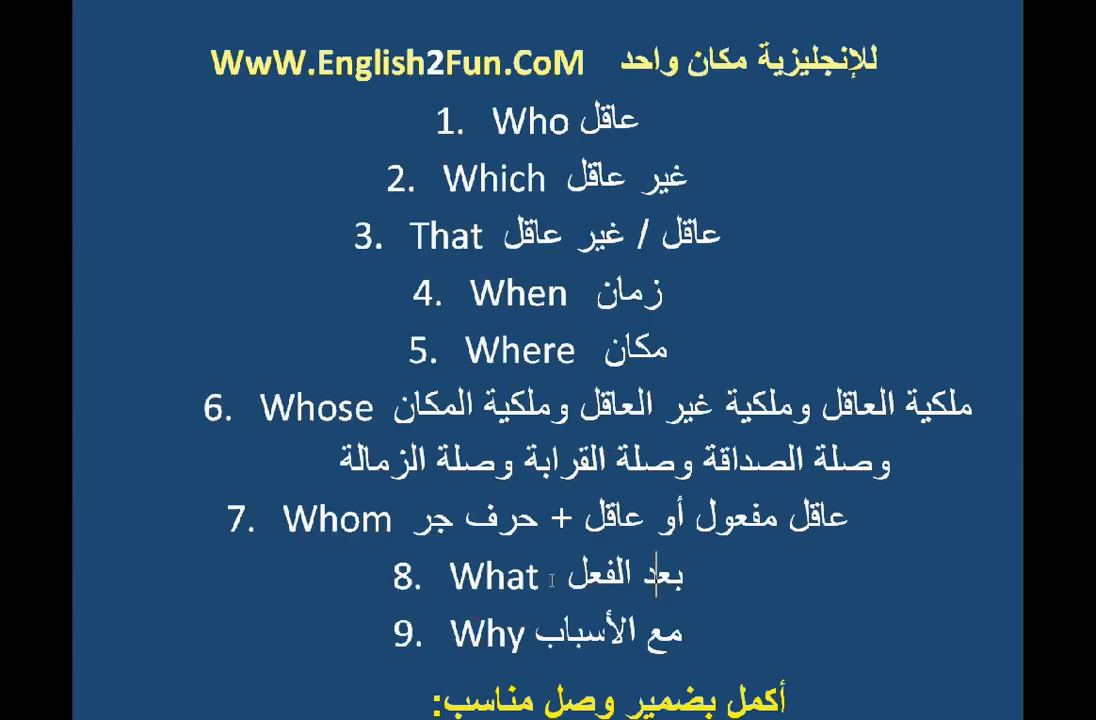 WwW.English2Fun.CoM للإنجليزية مكان واحد
1. Who عاقل
2. Which غير عاقل
3. That عاقل / غير عاقل
4. When زمان
5. Where مكان
6. Whose ملكية العاقل وملكية غير العاقل وملكية المكان
وصلة الصداقة وصلة القرابة وصلة الزمالة
7. Whom عاقل مفعول أو عاقل + حرف جر
8. What بعد الفعل
9. Why مع الأسباب
أكمل بضمير وصل مناسب: